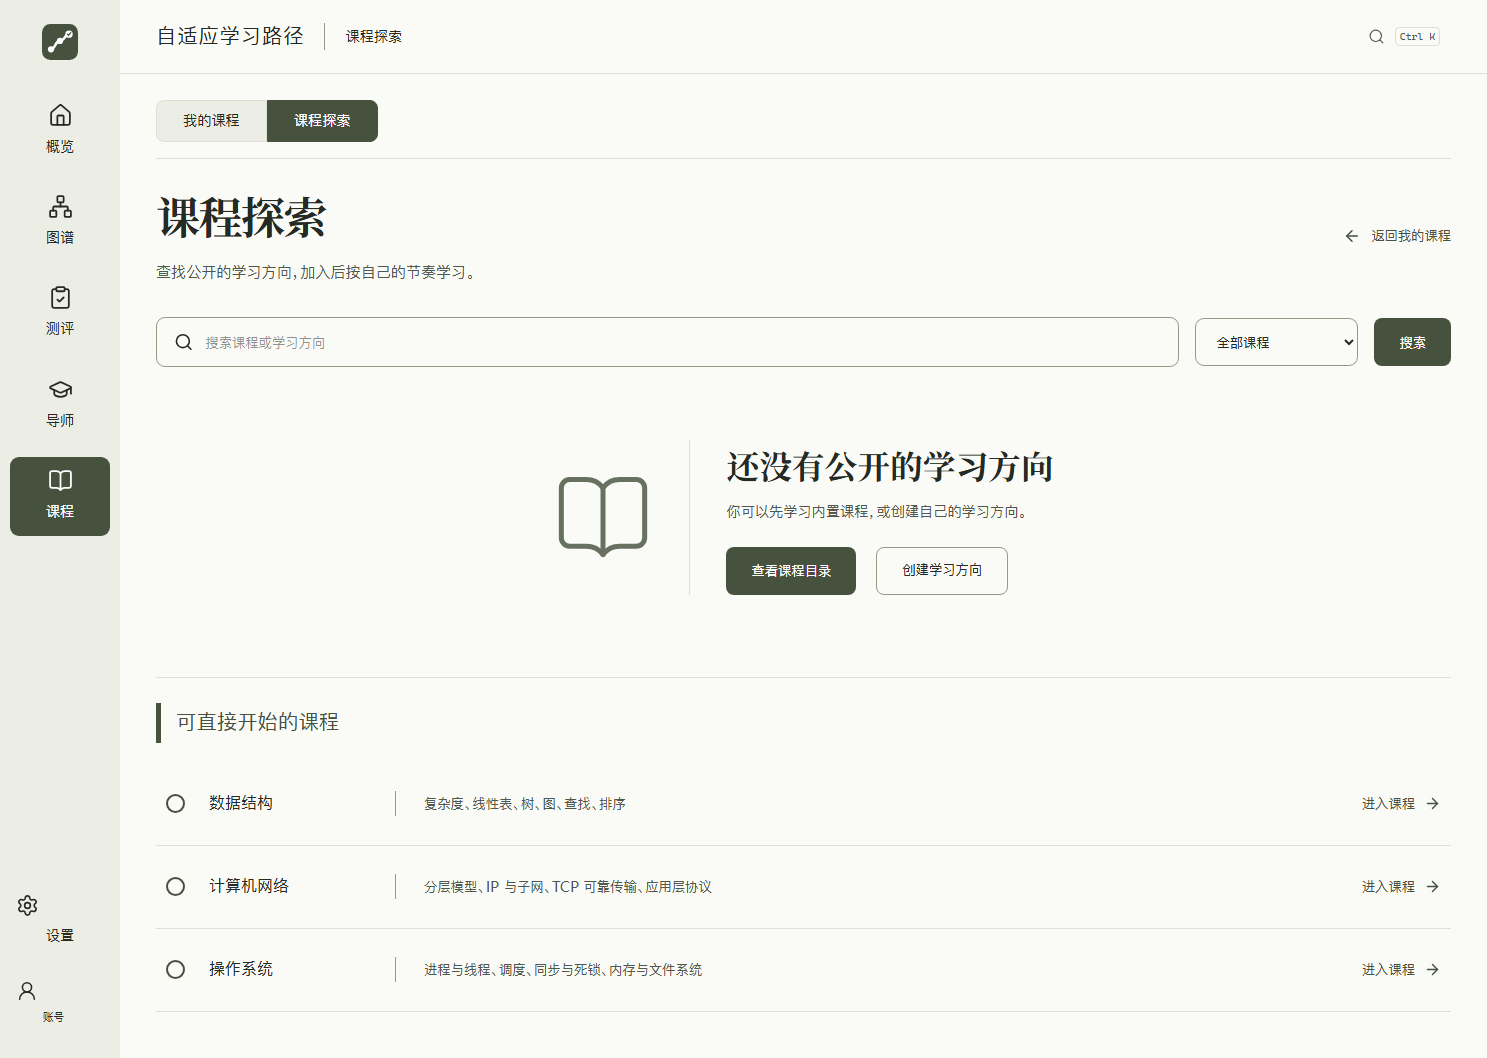 自适应学习路径
课程探索
Ctrl K
概览
图谱
测评
导师
课程
设置
账号
我的课程
课程探索
课程探索
返回我的课程
查找公开的学习方向，加入后按自己的节奏学习。
搜索课程或学习方向
全部课程
搜索
还没有公开的学习方向
你可以先学习内置课程，或创建自己的学习方向。
查看课程目录
创建学习方向
可直接开始的课程
数据结构
复杂度、线性表、树、图、查找、排序
进入课程
计算机网络
分层模型、IP 与子网、TCP 可靠传输、应用层协议
进入课程
操作系统
进程与线程、调度、同步与死锁、内存与文件系统
进入课程